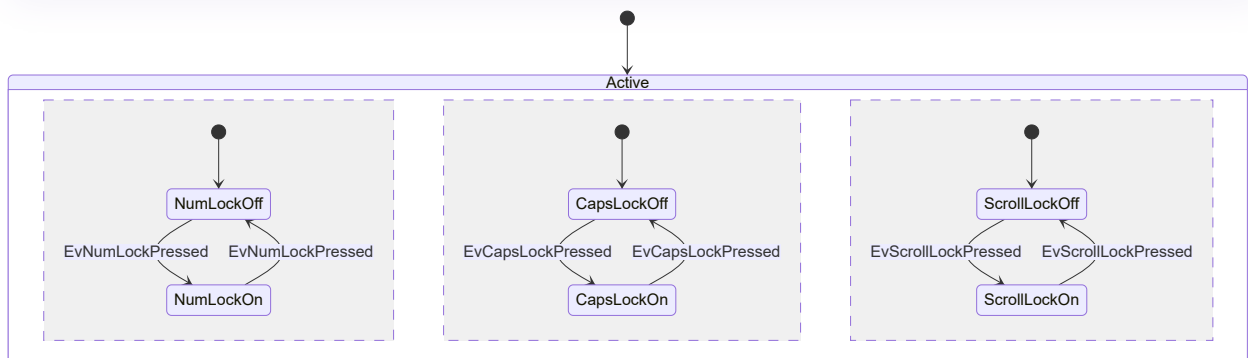 Active
NumLockOff CapsLockOff ScrollLockOff
EvNumLockPressed EvNumLockPressed EvCapsLockPressed EvCapsLockPressed EvScrollLockPressed EvScrollLockPressed
NumLockOn CapsLockOn ScrollLockOn